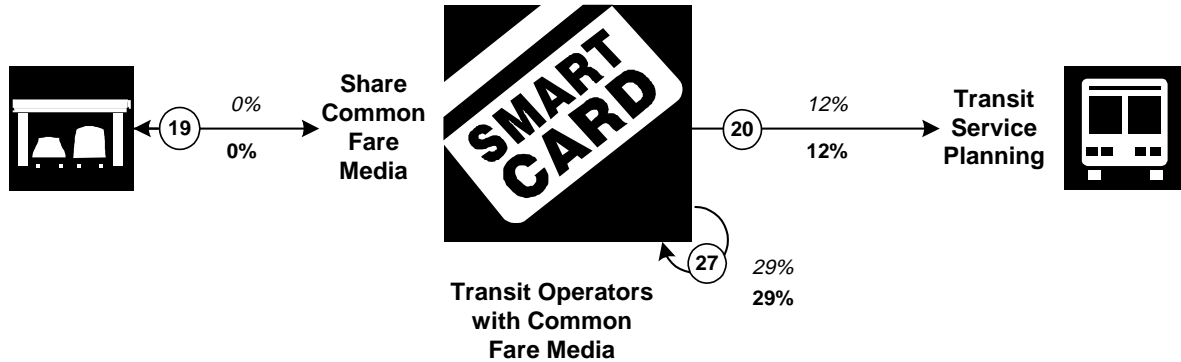 19
0%
0%
Share
Common
Fare
Media
SMART
CARD
20
12%
12%
Transit
Service
Planning
27
29%
29%
Transit Operators
with Common
Fare Media